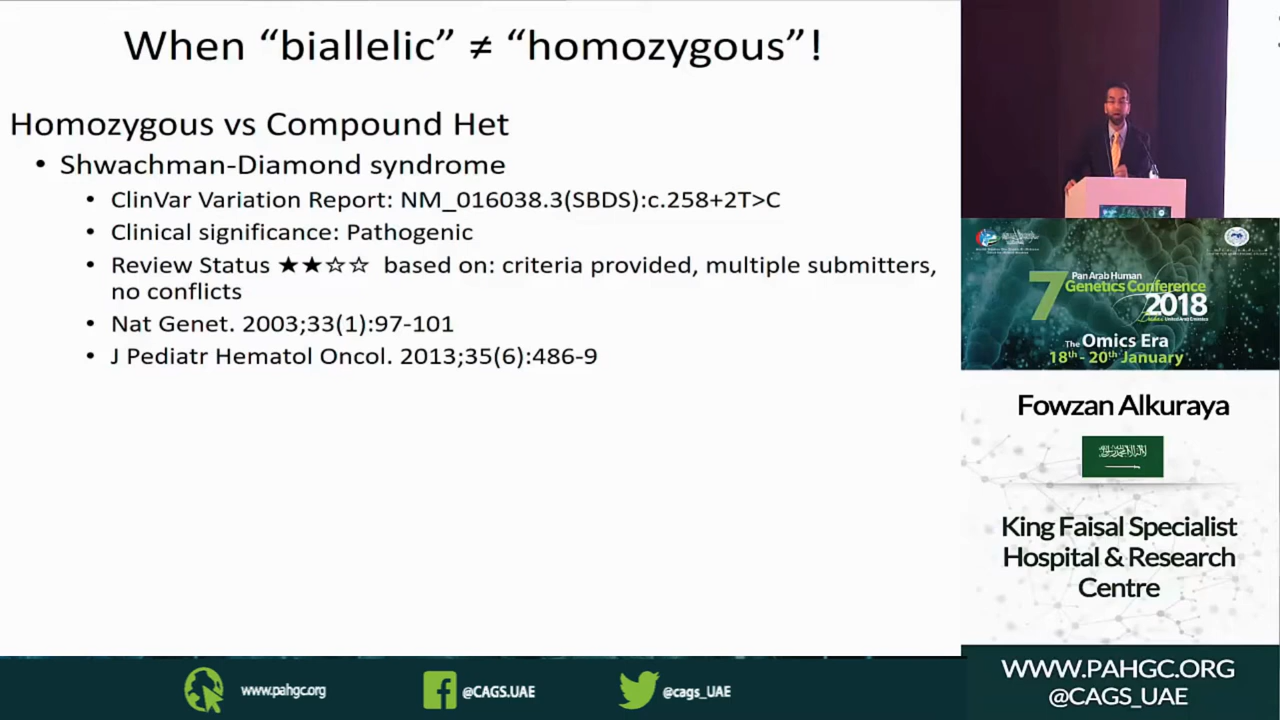 When “biallelic” ≠ “homozygous”!
Homozygous vs Compound Het
• Shwachman-Diamond syndrome
• ClinVar Variation Report: NM_016038.3(SBDS):c.258+2T>C
• Clinical significance: Pathogenic
• Review Status ★★☆☆ based on: criteria provided, multiple submitters,
no conflicts
• Nat Genet. 2003;33(1):97-101
• J Pediatr Hematol Oncol. 2013;35(6):486-9
7
Pan Arab Human
Genetics Conference
2018
The Omics Era
18th - 20th January
Fowzan Alkuraya
King Faisal Specialist
Hospital & Research
Centre
WWW.PAHGC.ORG
@CAGS_UAE
www.pahgc.org
@CAGS.UAE
@cags_UAE